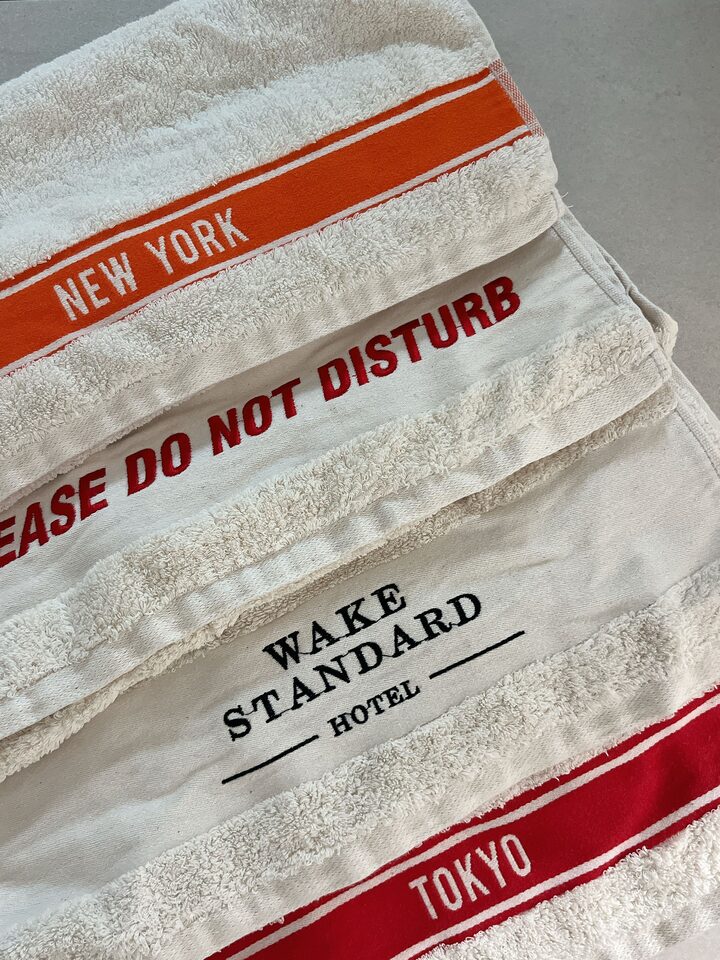 NEW YORK
EASE DO NOT DISTURB
WAKE
STANDARD
HOTEL
TOKYO